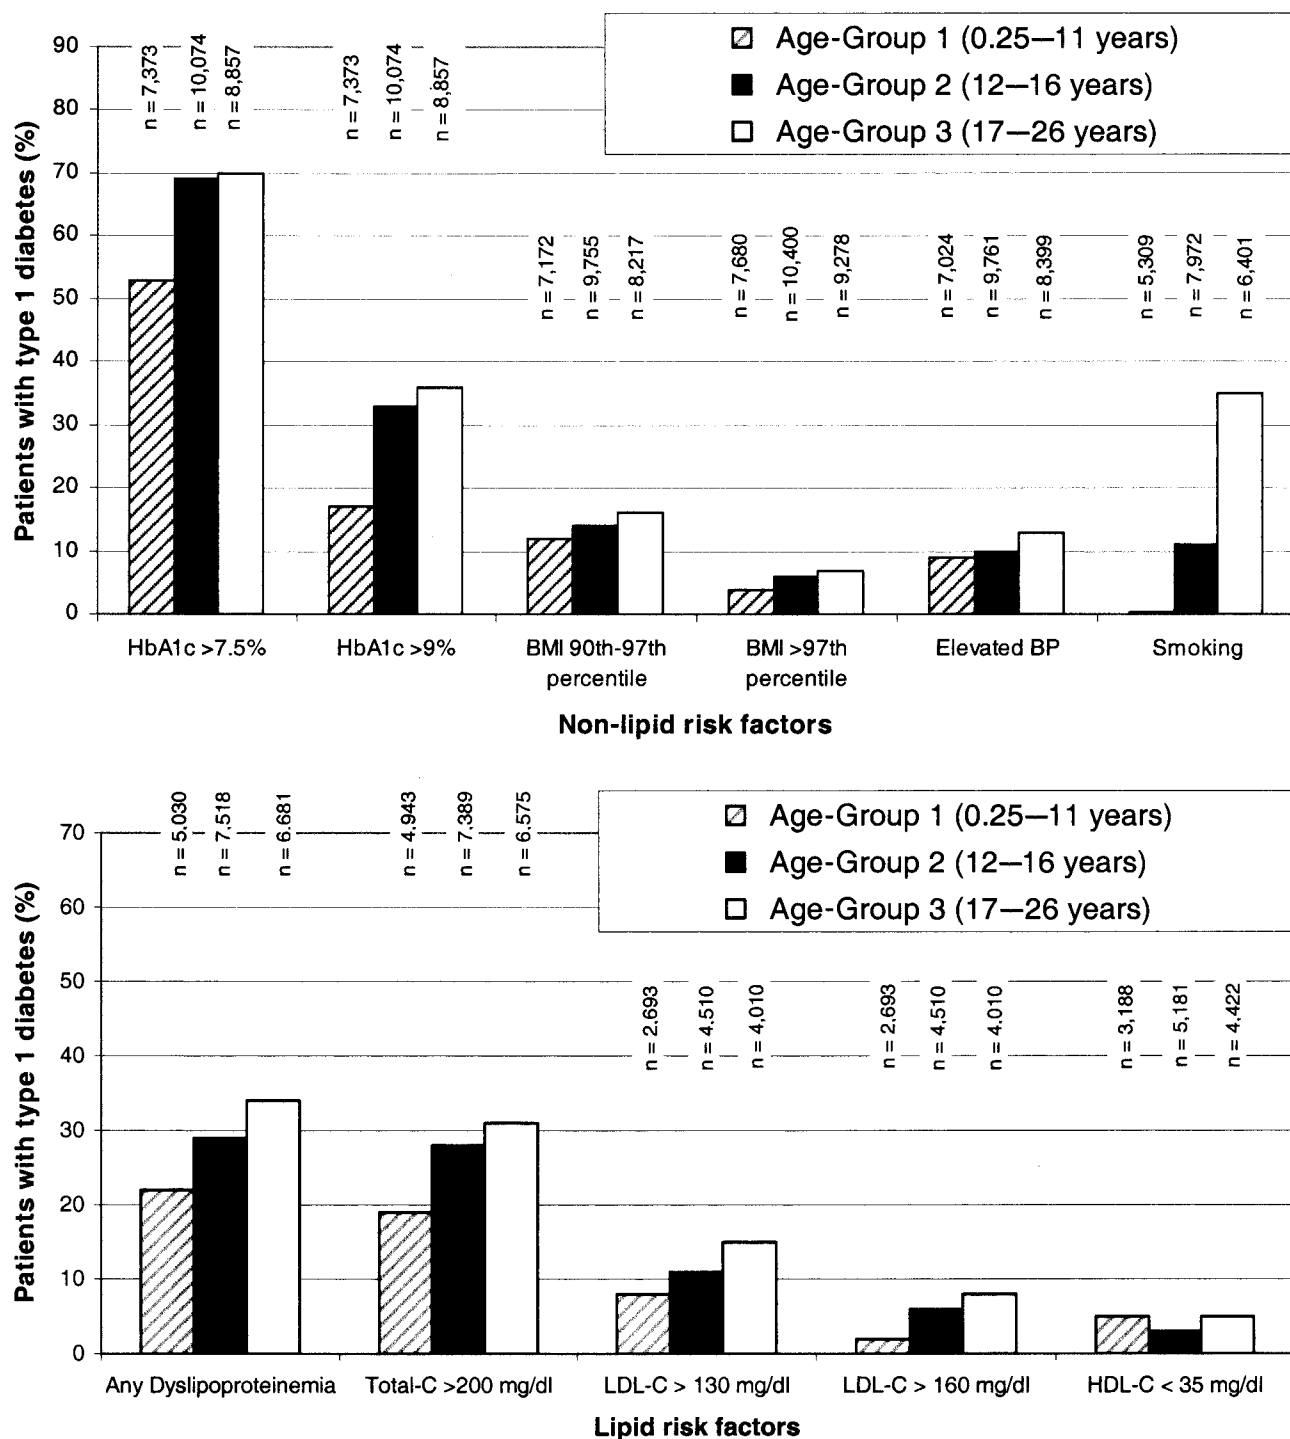 Age-Group 1 (0.25—11 years)
Age-Group 2 (12—16 years)
Age-Group 3 (17—26 years)
Patients with type 1 diabetes (%)
90
80
70
60
50
40
30
20
10
0
n = 7,373
n = 10,074
n = 8,857
n = 7,373
n = 10,074
n = 8,857
n = 7,172
n = 9,755
n = 8,217
n = 7,680
n = 10,400
n = 9,278
n = 7,024
n = 9,761
n = 8,399
n = 5,309
n = 7,972
n = 6,401
HbA1c >7.5%
HbA1c >9%
BMI 90th-97th
percentile
BMI >97th
percentile
Elevated BP
Smoking
Non-lipid risk factors
Age-Group 1 (0.25—11 years)
Age-Group 2 (12—16 years)
Age-Group 3 (17—26 years)
Patients with type 1 diabetes (%)
70
60
50
40
30
20
10
0
n = 5,030
n = 7,518
n = 6,681
n = 4.943
n = 7,389
n = 6.575
n = 2.693
n = 4.510
n = 4,010
n = 2.693
n = 4.510
n = 4.010
n = 3,188
n = 5,181
n = 4.422
Any Dyslipoproteinemia
Total-C >200 mg/dl
LDL-C > 130 mg/dl
LDL-C > 160 mg/dl
HDL-C < 35 mg/dl
Lipid risk factors